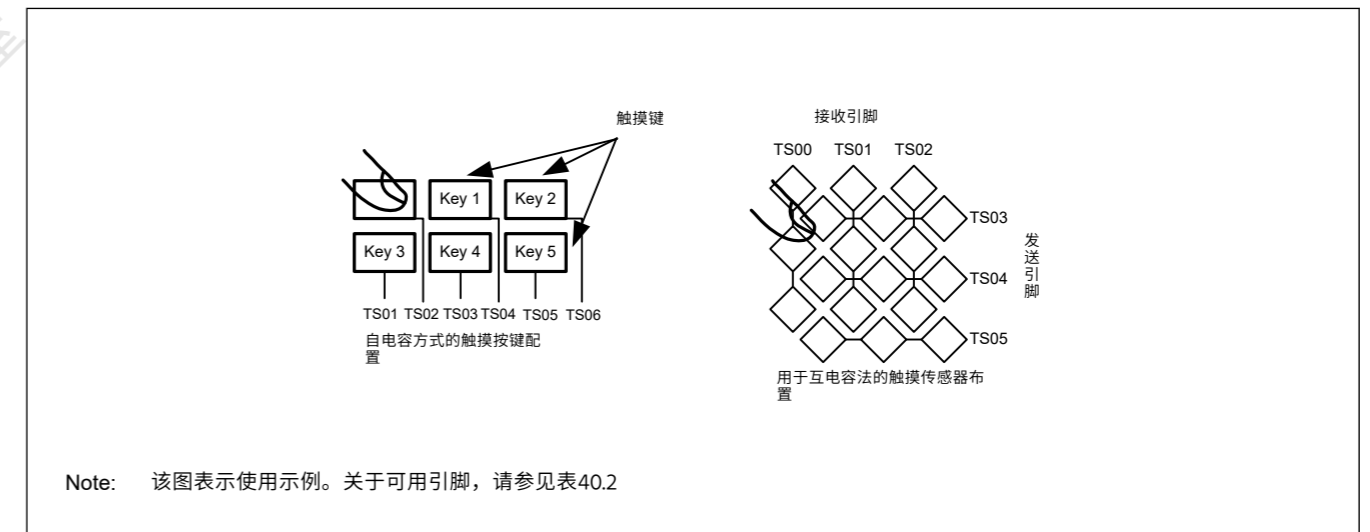 触摸键
Key 1
Key 2
Key 3
Key 4
Key 5
TS01 TS02 TS03 TS04 TS05 TS06
自电容方式的触摸按键配
置
接收引脚
TS00 TS01 TS02
TS03
TS04
TS05
发送引脚
用于互电容法的触摸传感器布
置
Note: 该图表示使用示例。关于可用引脚，请参见表40.2